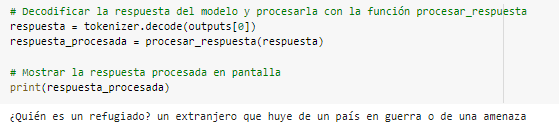 # Decodificar la respuesta del modelo y procesarla con la función procesar_respuesta
respuesta = tokenizer.decode(outputs[0])
respuesta_procesada = procesar_respuesta(respuesta)
# Mostrar la respuesta procesada en pantalla
print(respuesta_procesada)
¿Quién es un refugiado? un extranjero que huye de un país en guerra o de una amenaza